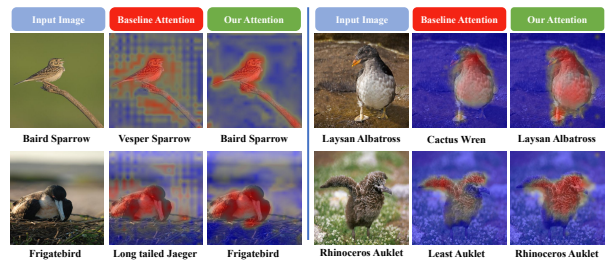 Input Image Baseline Attention Our Attention Input Image Baseline Attention Our Attention
Baird Sparrow Vesper Sparrow Baird Sparrow Laysan Albatross Cactus Wren Laysan Albatross
Frigatebird Long tailed Jaeger Frigatebird Rhinoceros Auklet Least Auklet Rhinoceros Auklet